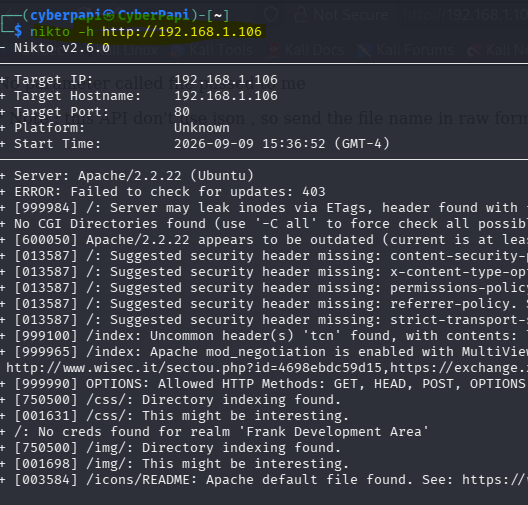 (cyberpapi㉿CyberPapi)-[~]
$ nikto -h http://192.168.1.106
- Nikto v2.6.0
+ Target IP: 192.168.1.106
+ Target Hostname: 192.168.1.106
+ Target Port: 80
+ Platform: Unknown
+ Start Time: 2026-09-09 15:36:52 (GMT-4)
+ Server: Apache/2.2.22 (Ubuntu)
+ ERROR: Failed to check for updates: 403
+ [999984] /: Server may leak inodes via ETags, header found with
+ No CGI Directories found (use '-C all' to force check all possib
+ [600050] Apache/2.2.22 appears to be outdated (current is at lea
+ [013587] /: Suggested security header missing: content-security-
+ [013587] /: Suggested security header missing: x-content-type-op
+ [013587] /: Suggested security header missing: permissions-policy
+ [013587] /: Suggested security header missing: referrer-policy. S
+ [013587] /: Suggested security header missing: strict-transport-s
+ [999100] /index: Uncommon header(s) 'tcn' found, with contents:
+ [999965] /index: Apache mod_negotiation is enabled with MultiView
http://www.wisec.it/sectou.php?id=4698ebdc59d15,https://exchange.
+ [999990] OPTIONS: Allowed HTTP Methods: GET, HEAD, POST, OPTIONS
+ [750500] /css/: Directory indexing found.
+ [001631] /css/: This might be interesting.
+ /: No creds found for realm 'Frank Development Area'
+ [750500] /img/: Directory indexing found.
+ [001698] /img/: This might be interesting.
+ [003584] /icons/README: Apache default file found. See: https://